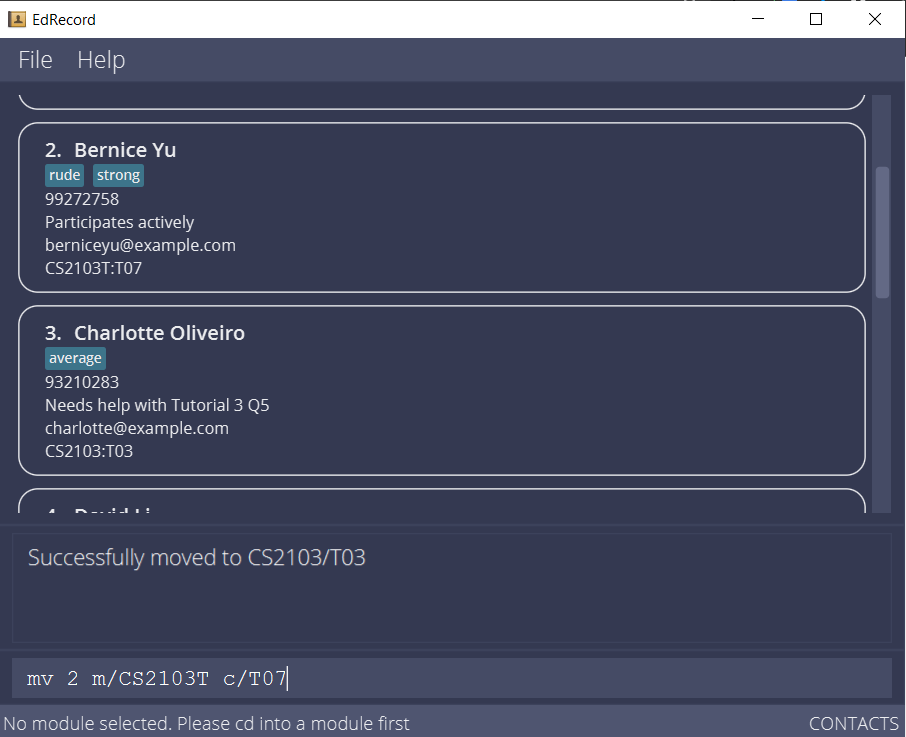 EdRecord
File Help
2. Bernice Yu
rude strong
99272758
Participates actively
berniceyu@example.com
CS2103T:T07
3. Charlotte Oliveiro
average
93210283
Needs help with Tutorial 3 Q5
charlotte@example.com
CS2103:T03
4. David Li
Successfully moved to CS2103/T03
mv 2 m/CS2103T c/T07
No module selected. Please cd into a module first
CONTACTS